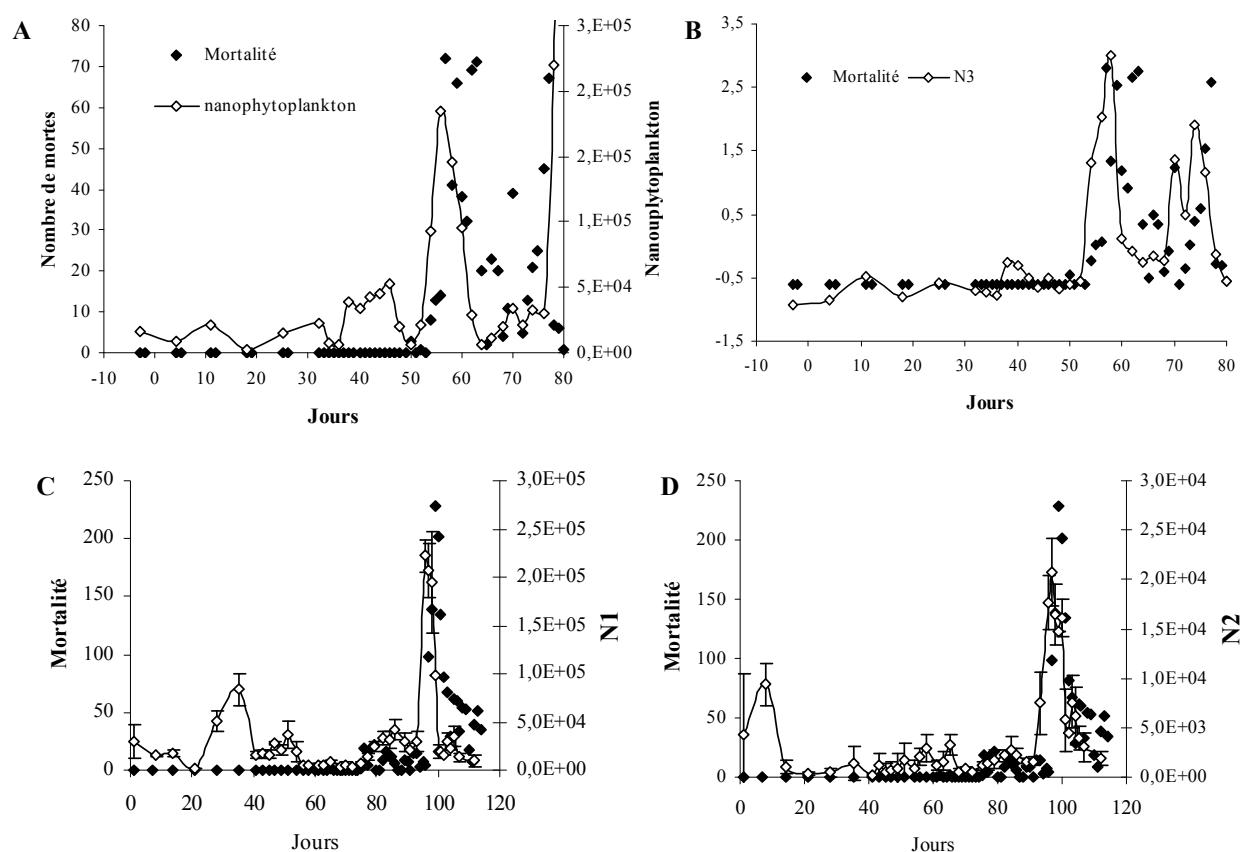 A
Mortalité
nanophytoplankton
Nombre de mortes
80
70
60
50
40
30
20
10
0
3,E+05
2,E+05
2,E+05
1,E+05
5,E+04
0,E+00
Nanouphytoplankton
-10 0 10 20 30 40 50 60 70 80
Jours
B
Mortalité N3
3,5
2,5
1,5
0,5
-0,5
-1,5
-10 0 10 20 30 40 50 60 70 80
Jours
C
Mortalité
250
200
150
100
50
0
3,0E+05
2,5E+05
2,0E+05
1,5E+05
1,0E+05
5,0E+04
0,0E+00
N1
0 20 40 60 80 100 120
Jours
D
Mortalité
250
200
150
100
50
0
3,0E+04
2,5E+04
2,0E+04
1,5E+04
1,0E+04
5,0E+03
0,0E+00
N2
0 20 40 60 80 100 120
Jours